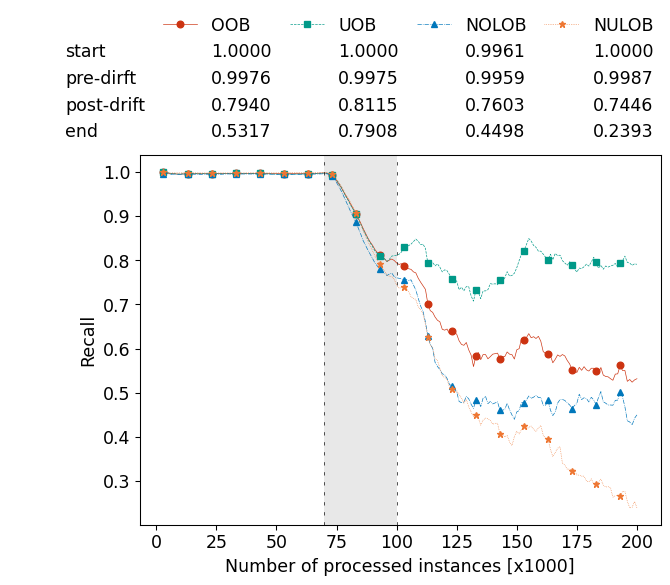 OOB UOB NOLOB NULOB
start 1.0000 1.0000 0.9961 1.0000
pre-dirft 0.9976 0.9975 0.9959 0.9987
post-drift 0.7940 0.8115 0.7603 0.7446
end 0.5317 0.7908 0.4498 0.2393
1.0
0.9
0.8
0.7
0.6
0.5
0.4
0.3
Recall
0 25 50 75 100 125 150 175 200
Number of processed instances [x1000]